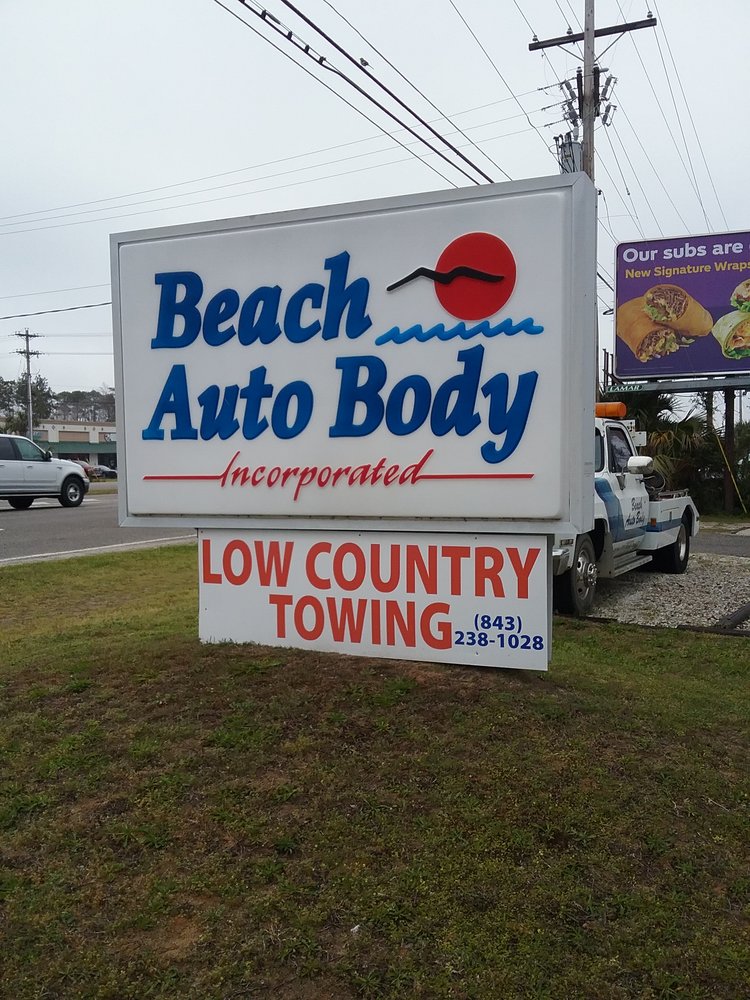 Beach
Auto Body
Incorporated
LOW COUNTRY
TOWING
(843)
238-1028
Our subs are
New Signature Wraps
LAMAR
Beach
Auto Body